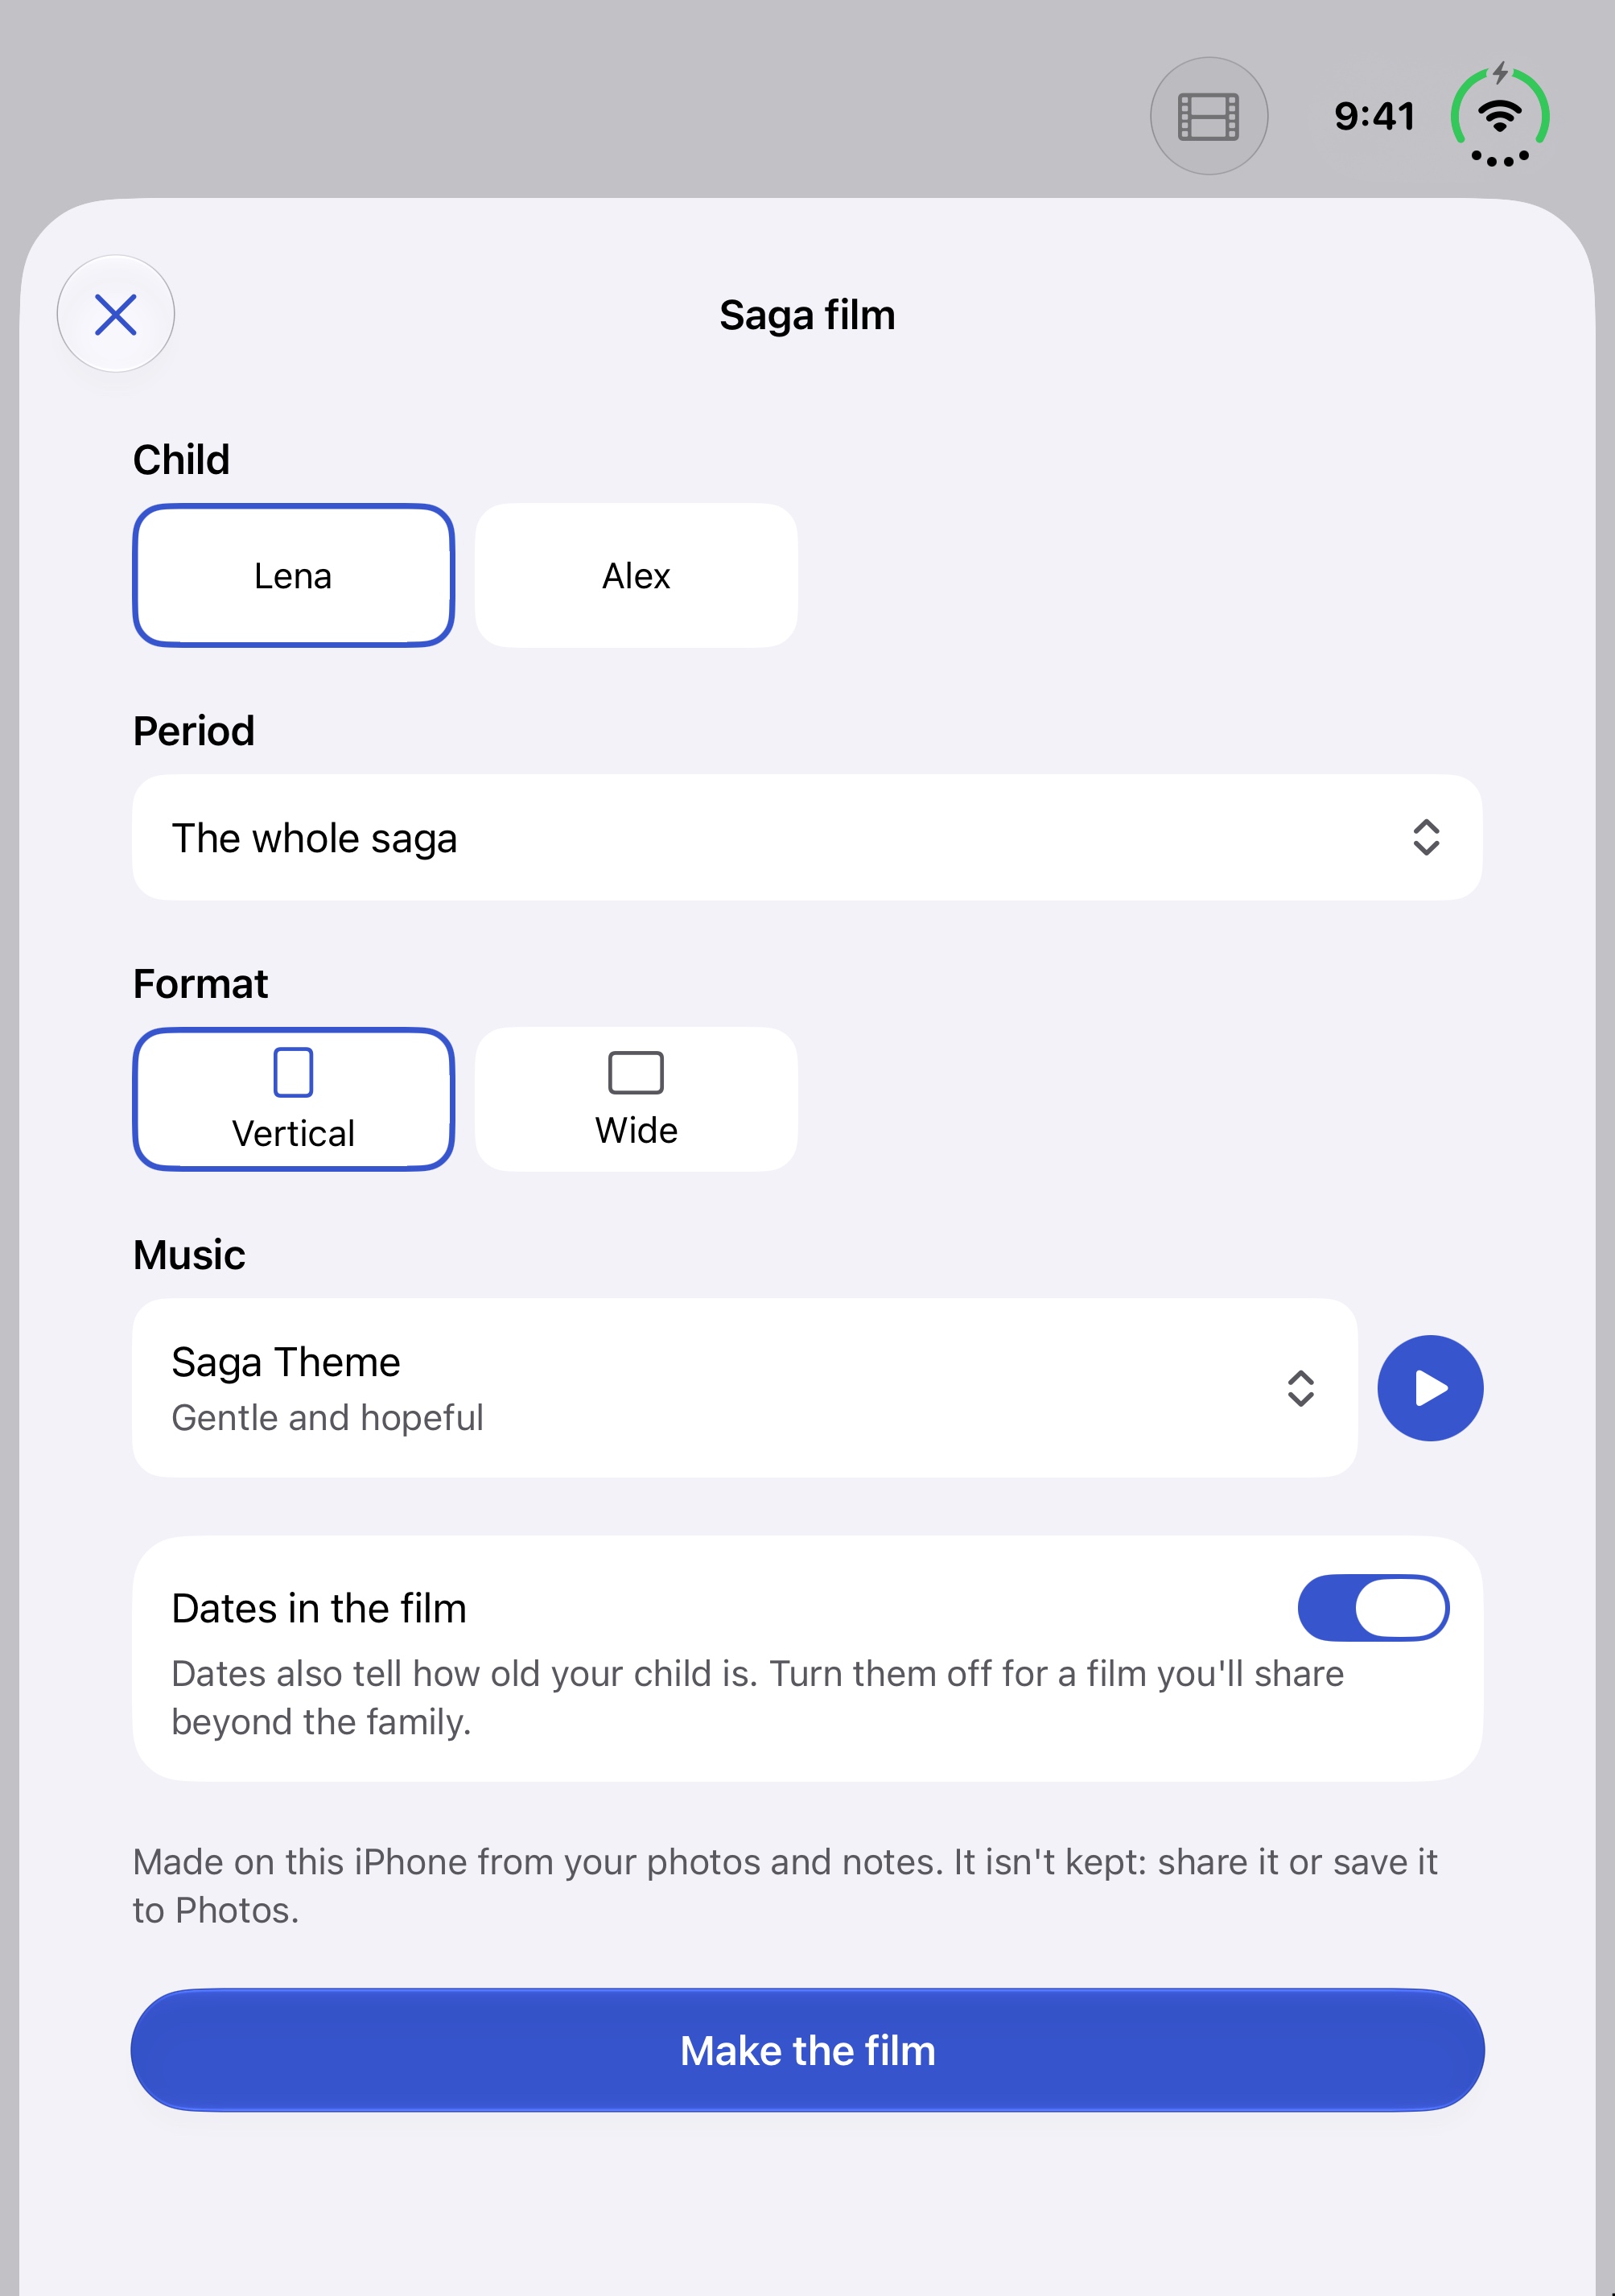 9:41
Saga film
Child
Lena
Alex
Period
The whole saga
Format
Vertical
Wide
Music
Saga Theme
Gentle and hopeful
Dates in the film
Dates also tell how old your child is. Turn them off for a film you'll share
beyond the family.
Made on this iPhone from your photos and notes. It isn't kept: share it or save it
to Photos.
Make the film